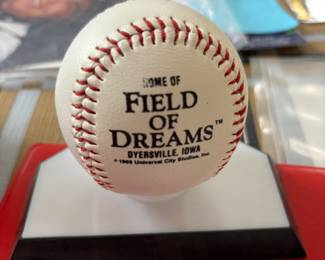 HOME OF
FIELD
OF
DREAMS™
DYERSVILLE, IOWA
© 1989 Universal City Studios, Inc.